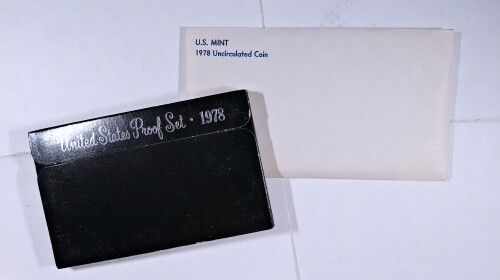 U.S. MINT
1978 Uncirculated Coin
United States Proof Set · 1978